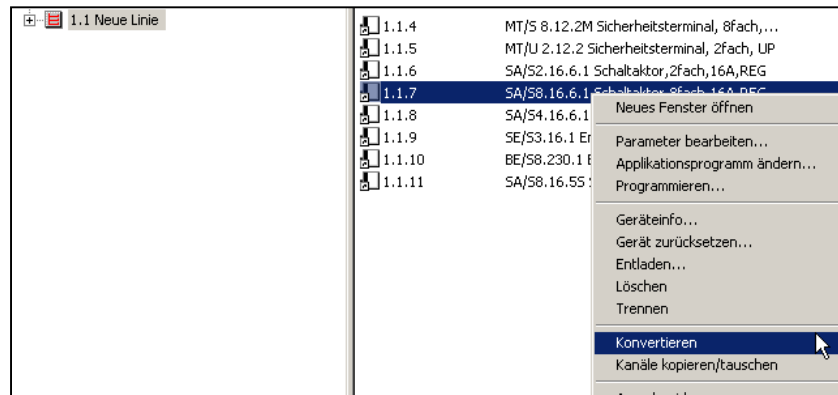 1.1 Neue Linie
1.1.4 MT/S 8.12.2M Sicherheitsterminal, 8fach,...
1.1.5 MT/U 2.12.2 Sicherheitsterminal, 2fach, UP
1.1.6 SA/S2.16.6.1 Schaltaktor,2fach,16A,REG
1.1.7 SA/S8.16.6.1 Schaltaktor,8fach,16A,REG
1.1.8 SA/S4.16.6.1
1.1.9 SE/S3.16.1
1.1.10 BE/S8.230.1
1.1.11 SA/S8.16.5S
Neues Fenster öffnen
Parameter bearbeiten...
Applikationsprogramm ändern...
Programmieren...
Geräteinfo...
Gerät zurücksetzen...
Entladen...
Löschen
Trennen
Konvertieren
Kanäle kopieren/tauschen